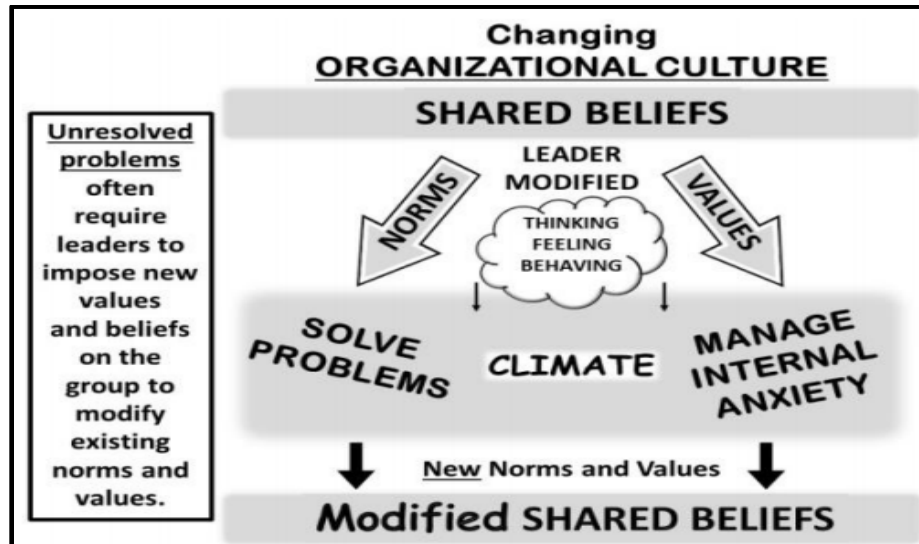 Changing
ORGANIZATIONAL CULTURE
SHARED BELIEFS
Unresolved
problems
often
require
leaders to
impose new
values
and beliefs
on the
group to
modify
existing
norms and
values.
LEADER
MODIFIED
NORMS
VALUES
THINKING
FEELING
BEHAVING
SOLVE
PROBLEMS
CLIMATE
MANAGE
INTERNAL
ANXIETY
New Norms and Values
Modified SHARED BELIEFS